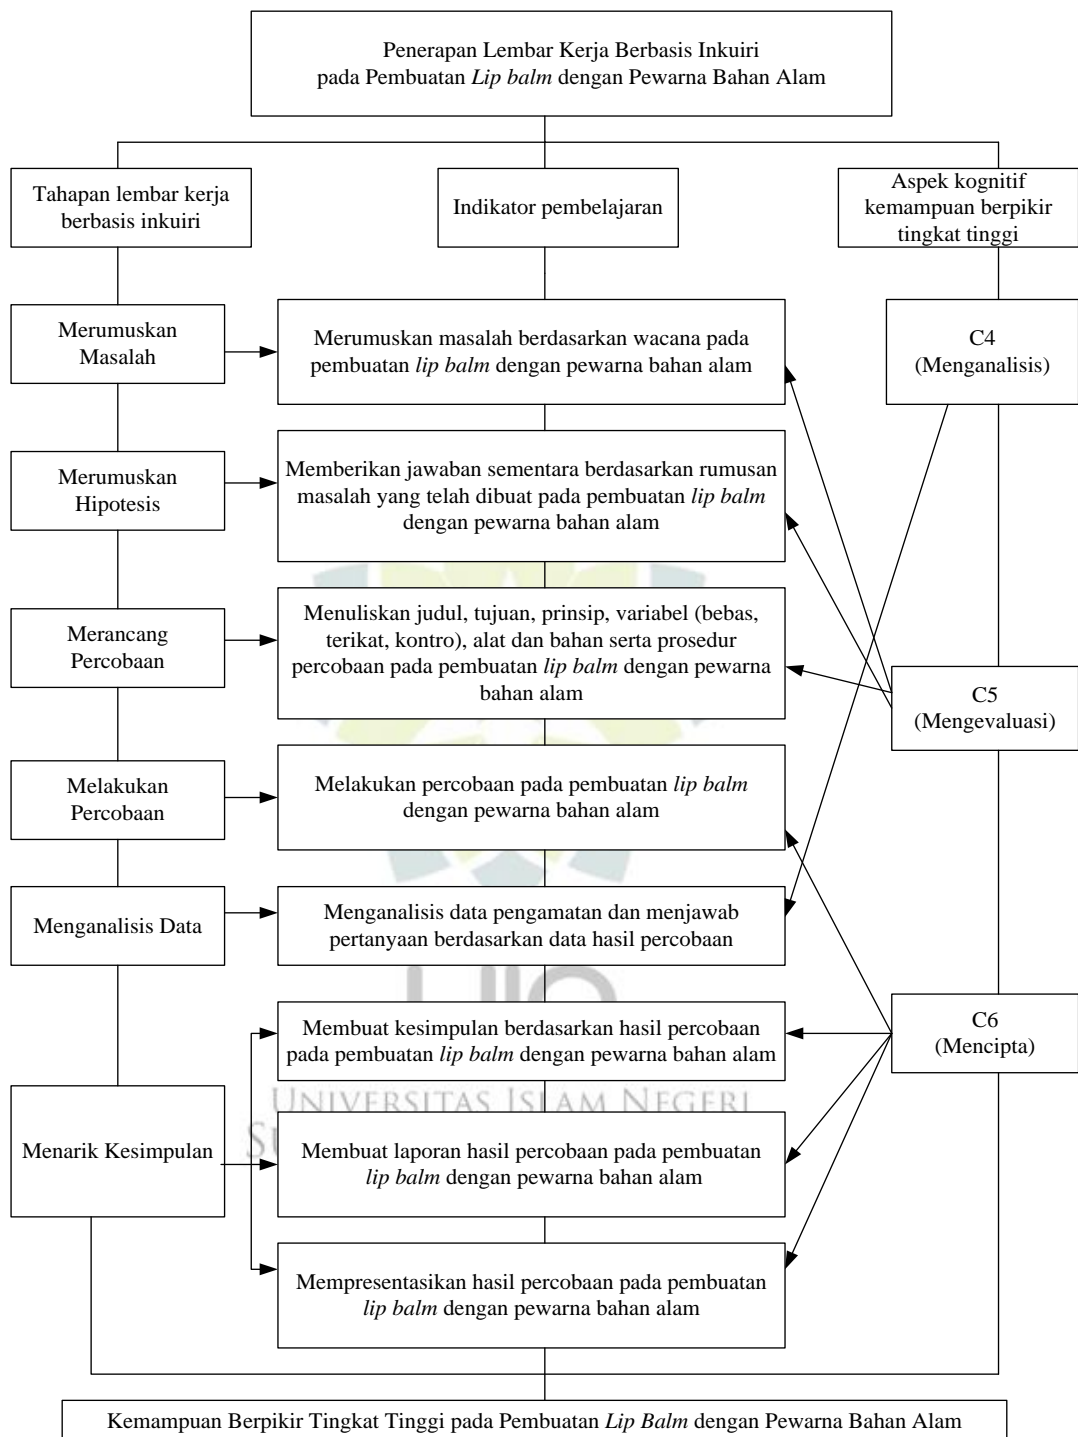 Penerapan Lembar Kerja Berbasis Inkuiri
pada Pembuatan Lip balm dengan Pewarna Bahan Alam
Tahapan lembar kerja
berbasis inkuiri
Indikator pembelajaran
Aspek kognitif
kemampuan berpikir
tingkat tinggi
Merumuskan
Masalah
Merumuskan masalah berdasarkan wacana pada
pembuatan lip balm dengan pewarna bahan alam
C4
(Menganalisis)
Merumuskan
Hipotesis
Memberikan jawaban sementara berdasarkan rumusan
masalah yang telah dibuat pada pembuatan lip balm
dengan pewarna bahan alam
Merancang
Percobaan
Menuliskan judul, tujuan, prinsip, variabel (bebas,
terikat, kontro), alat dan bahan serta prosedur
percobaan pada pembuatan lip balm dengan pewarna
bahan alam
C5
(Mengevaluasi)
Melakukan
Percobaan
Melakukan percobaan pada pembuatan lip balm
dengan pewarna bahan alam
Menganalisis Data
Menganalisis data pengamatan dan menjawab
pertanyaan berdasarkan data hasil percobaan
Membuat kesimpulan berdasarkan hasil percobaan
pada pembuatan lip balm dengan pewarna bahan alam
C6
(Mencipta)
UNIVERSITAS ISLAM NEGERI
Menarik Kesimpulan
Membuat laporan hasil percobaan pada pembuatan
lip balm dengan pewarna bahan alam
Mempresentasikan hasil percobaan pada pembuatan
lip balm dengan pewarna bahan alam
Kemampuan Berpikir Tingkat Tinggi pada Pembuatan Lip Balm dengan Pewarna Bahan Alam